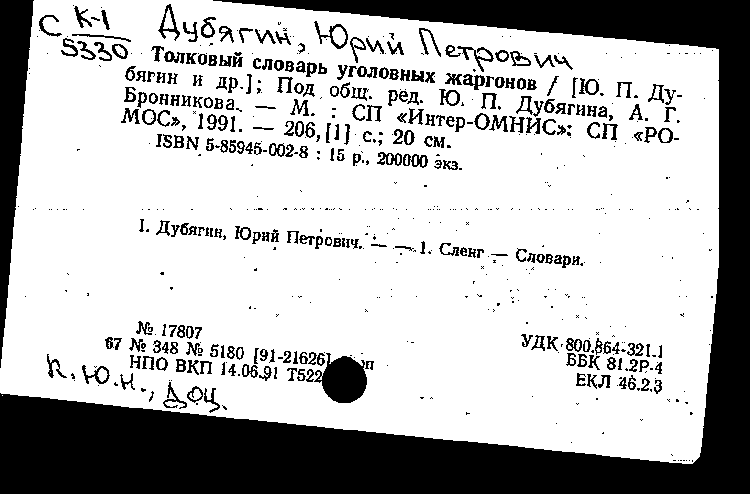 С К-1 Дубягин, Юрий Петрович
5330
Толковый словарь уголовных жаргонов / [Ю. П. Ду-
бягин и др.]; Под общ. ред. Ю. П. Дубягина, А. Г.
Бронникова. — М. : СП «Интер-ОМНИС»: СП «РО-
МОС», 1991. — 206, [1] с.; 20 см.
ISBN 5-85945-002-8 : 15 р., 200000 экз.
I. Дубягин, Юрий Петрович. — — 1. Сленг — Словари.
№ 17807
67 № 348 № 5180 [91-21626]
НПО ВКП 14.06.91 Т522
УДК 800.864-321.1
ББК 81.2Р-4
ЕКЛ 46.2.3
К.Ю.Н., Доц.